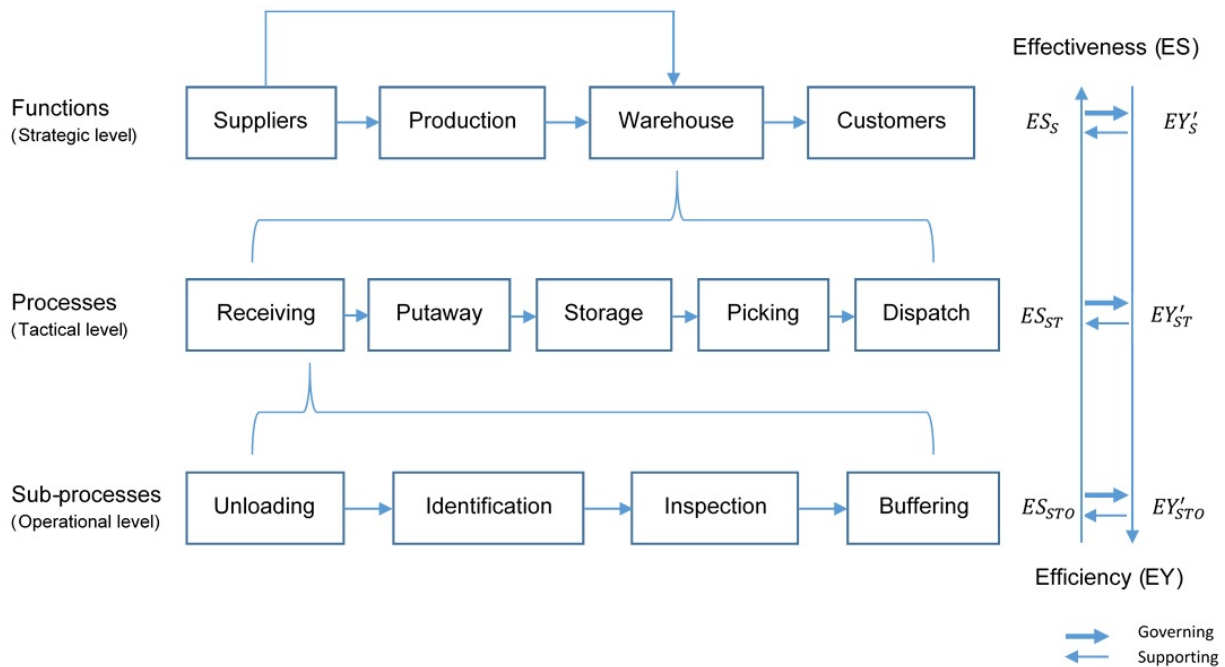 Effectiveness (ES)
Functions
(Strategic level)
Suppliers
Production
Warehouse
Customers
ES_S
EY'_S
Processes
(Tactical level)
Receiving
Putaway
Storage
Picking
Dispatch
ES_ST
EY'_ST
Sub-processes
(Operational level)
Unloading
Identification
Inspection
Buffering
ES_STO
EY'_STO
Efficiency (EY)
Governing
Supporting